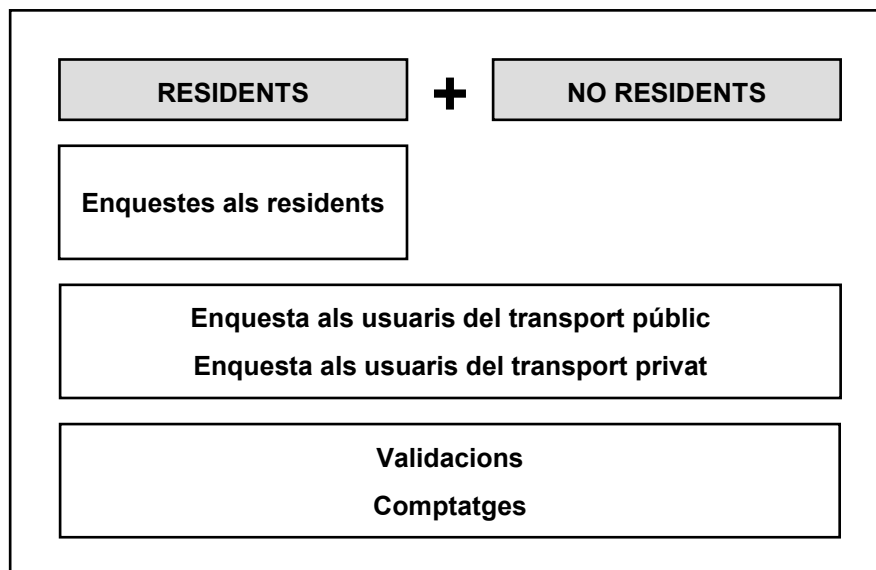 RESIDENTS + NO RESIDENTS
Enquestes als residents
Enquesta als usuaris del transport públic
Enquesta als usuaris del transport privat
Validacions
Comptatges